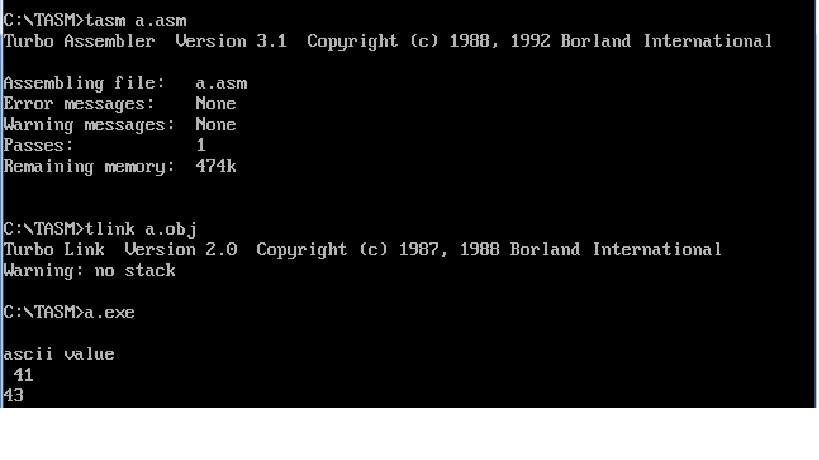 C:\TASM>tasm a.asm
Turbo Assembler  Version 3.1  Copyright (c) 1988, 1992 Borland International
Assembling file:   a.asm
Error messages:    None
Warning messages:  None
Passes:            1
Remaining memory:  474k
C:\TASM>tlink a.obj
Turbo Link  Version 2.0  Copyright (c) 1987, 1988 Borland International
Warning: no stack
C:\TASM>a.exe
ascii value
 41
43